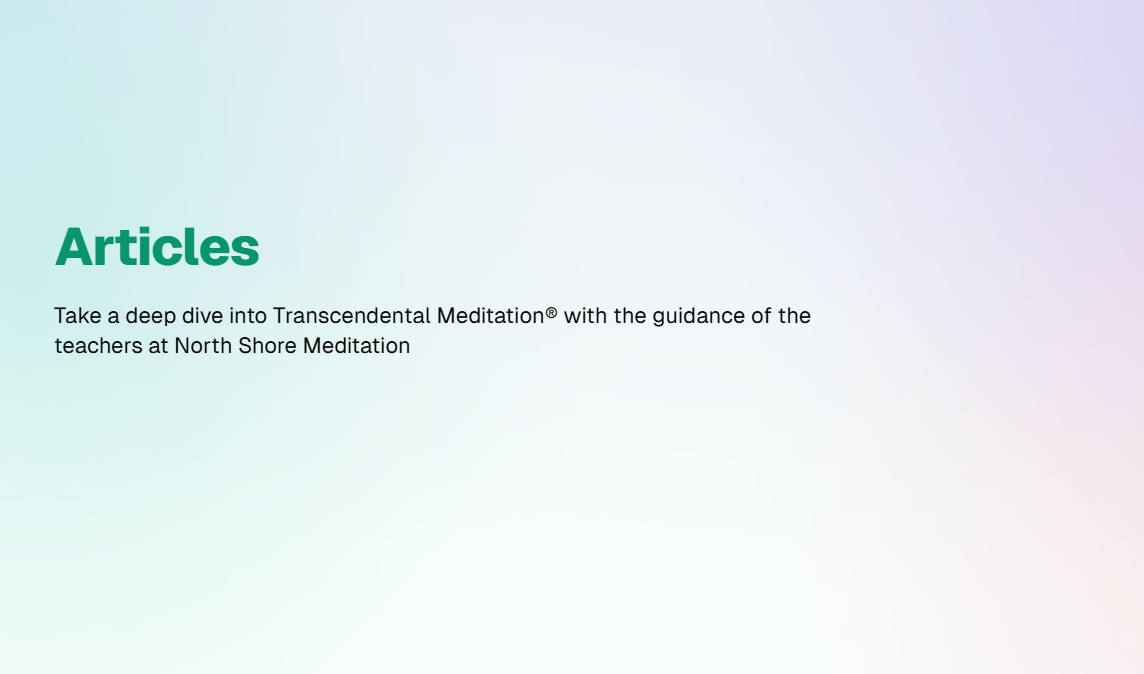 Articles
Take a deep dive into Transcendental Meditation® with the guidance of the
teachers at North Shore Meditation